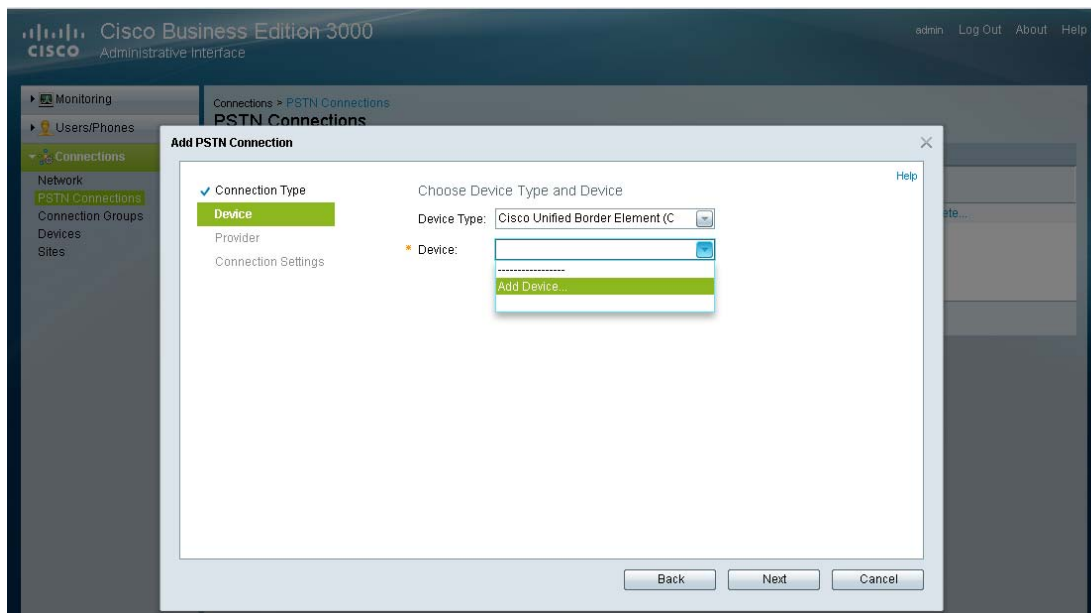 CISCO
Cisco Business Edition 3000
Administrative Interface
admin Log Out About Help
Monitoring
Users/Phones
Connections
Network
PSTN Connections
Connection Groups
Devices
Sites
Connections > PSTN Connections
PSTN Connections
Add PSTN Connection
Help
Connection Type
Device
Provider
Connection Settings
Choose Device Type and Device
Device Type: Cisco Unified Border Element (C
* Device:
----------------
Add Device...
Back Next Cancel